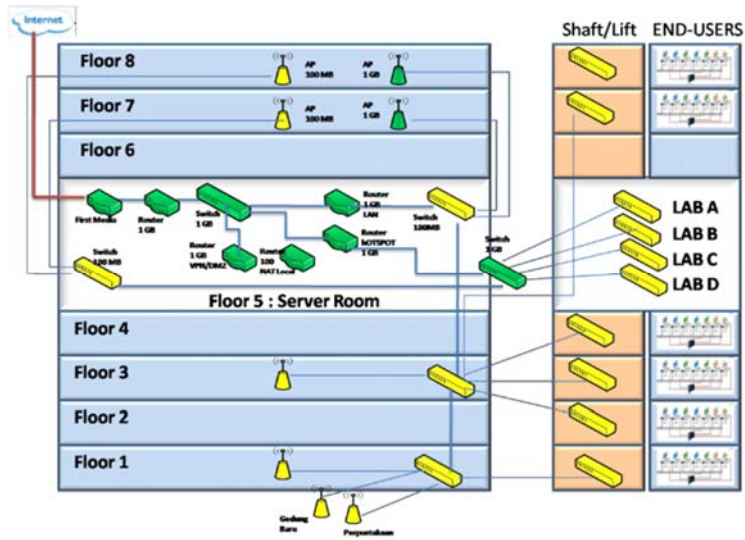 Internet
Shaft/Lift
END-USERS
Floor 8
AP
100 MB
AP
1 GB
Floor 7
AP
100 MB
AP
1 GB
Floor 6
First Media
Router
1 GB
Switch
1 GB
Router
1 GB
LAN
Switch
100MB
Router
1 GB
VPN/DMZ
Router
100
NAT Local
Router
hOTSPOT
1 GB
Switch
1 GB
Switch
100 MB
LAB A
LAB B
LAB C
LAB D
Floor 5 : Server Room
Floor 4
Floor 3
Floor 2
Floor 1
Gedung
Baru
Perpustakaan